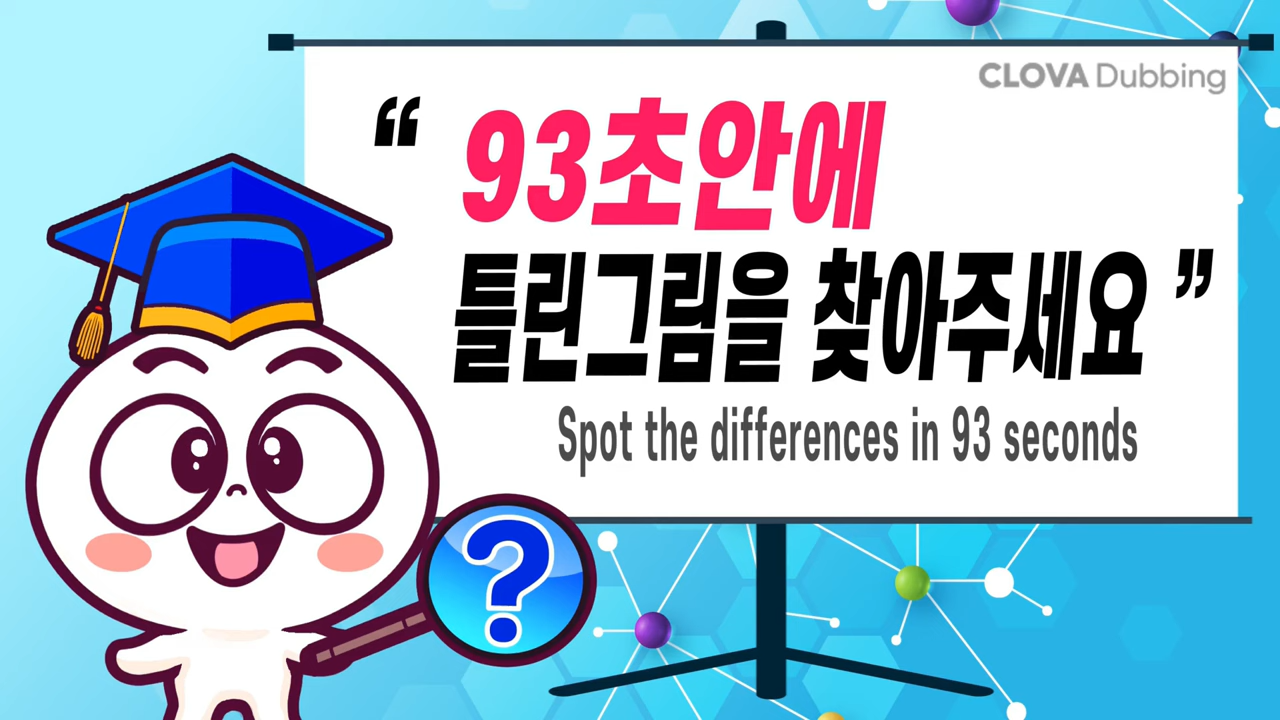 CLOVA Dubbing
“ 93초안에
틀린그림을 찾아주세요 ”
Spot the differences in 93 seconds
?